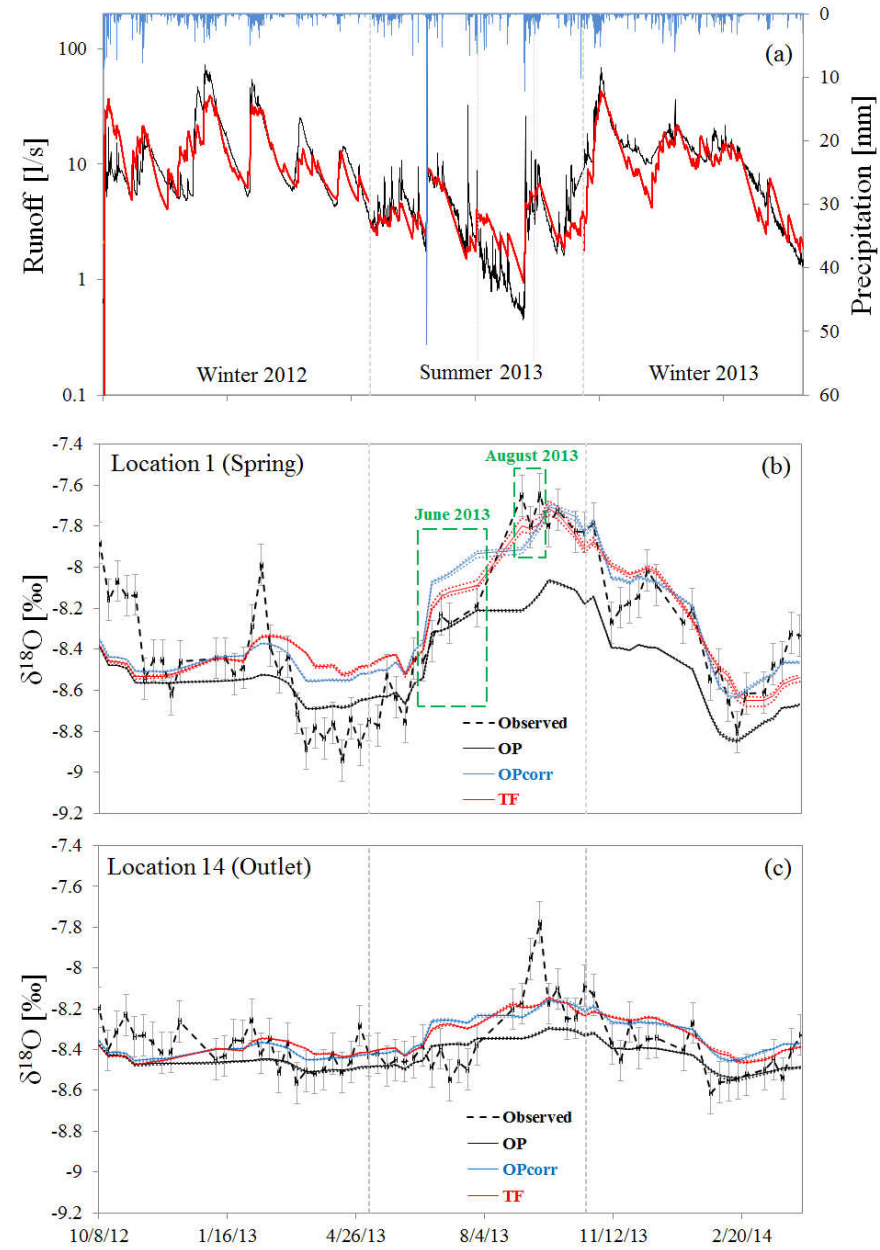 100
10
1
0.1
Runoff [l/s]
0
10
20
30
40
50
60
Precipitation [mm]
(a)
Winter 2012
Summer 2013
Winter 2013
-7.4
-7.6
-7.8
-8
-8.2
-8.4
-8.6
-8.8
-9
-9.2
δ18O [‰]
Location 1 (Spring)
(b)
August 2013
June 2013
Observed
OP
OPcorr
TF
-7.4
-7.6
-7.8
-8
-8.2
-8.4
-8.6
-8.8
-9
-9.2
δ18O [‰]
Location 14 (Outlet)
(c)
Observed
OP
OPcorr
TF
10/8/12 1/16/13 4/26/13 8/4/13 11/12/13 2/20/14